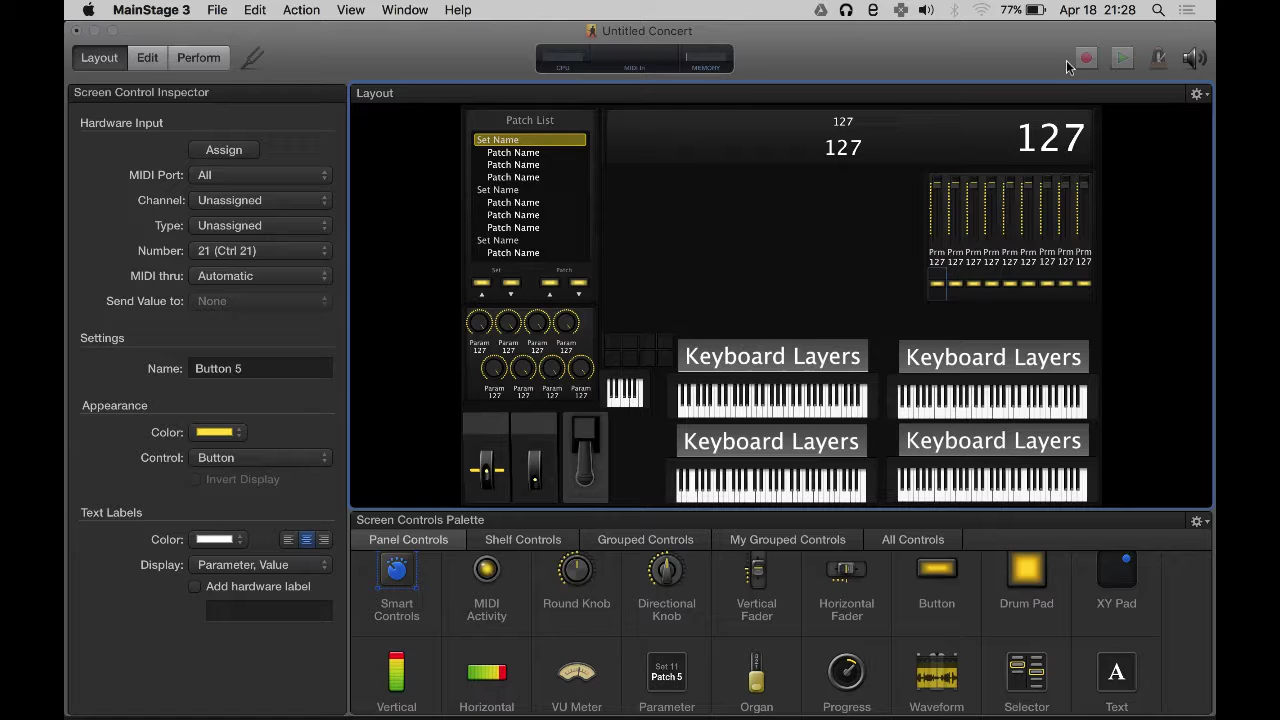 MainStage 3 File Edit Action View Window Help 77% Apr 18 21:28
Untitled Concert
Layout Edit Perform
CPU MIDI In MEMORY
Screen Control Inspector
Hardware Input
Assign
MIDI Port: All
Channel: Unassigned
Type: Unassigned
Number: 21 (Ctrl 21)
MIDI thru: Automatic
Send Value to: None
Settings
Name: Button 5
Appearance
Color:
Control: Button
Invert Display
Text Labels
Color:
Display: Parameter, Value
Add hardware label
Layout
Patch List
Set Name
Patch Name
Patch Name
Patch Name
Set Name
Patch Name
Patch Name
Patch Name
Set Name
Patch Name
Set Patch
127
127
127
Prm Prm Prm Prm Prm Prm Prm Prm Prm
127 127 127 127 127 127 127 127 127
Param Param Param Param
127 127 127 127
Param Param Param Param
127 127 127 127
Keyboard Layers Keyboard Layers
Keyboard Layers Keyboard Layers
Screen Controls Palette
Panel Controls Shelf Controls Grouped Controls My Grouped Controls All Controls
Smart Controls
MIDI Activity
Round Knob
Directional Knob
Vertical Fader
Horizontal Fader
Button
Drum Pad
XY Pad
Set 11
Patch 5
A
Vertical Horizontal VU Meter Parameter Organ Progress Waveform Selector Text